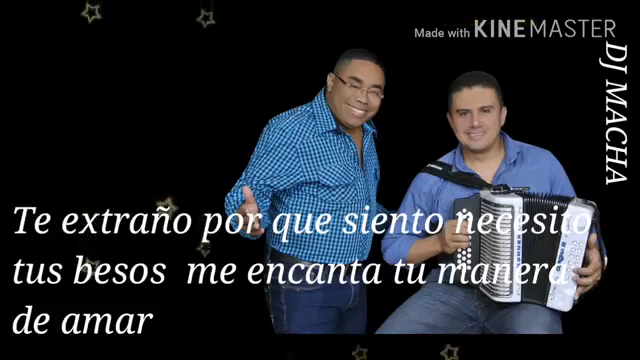 Made with KINEMASTER
DJ MACHA
Te extraño por que siento necesito
tus besos me encanta tu manera
de amar
HOHNER